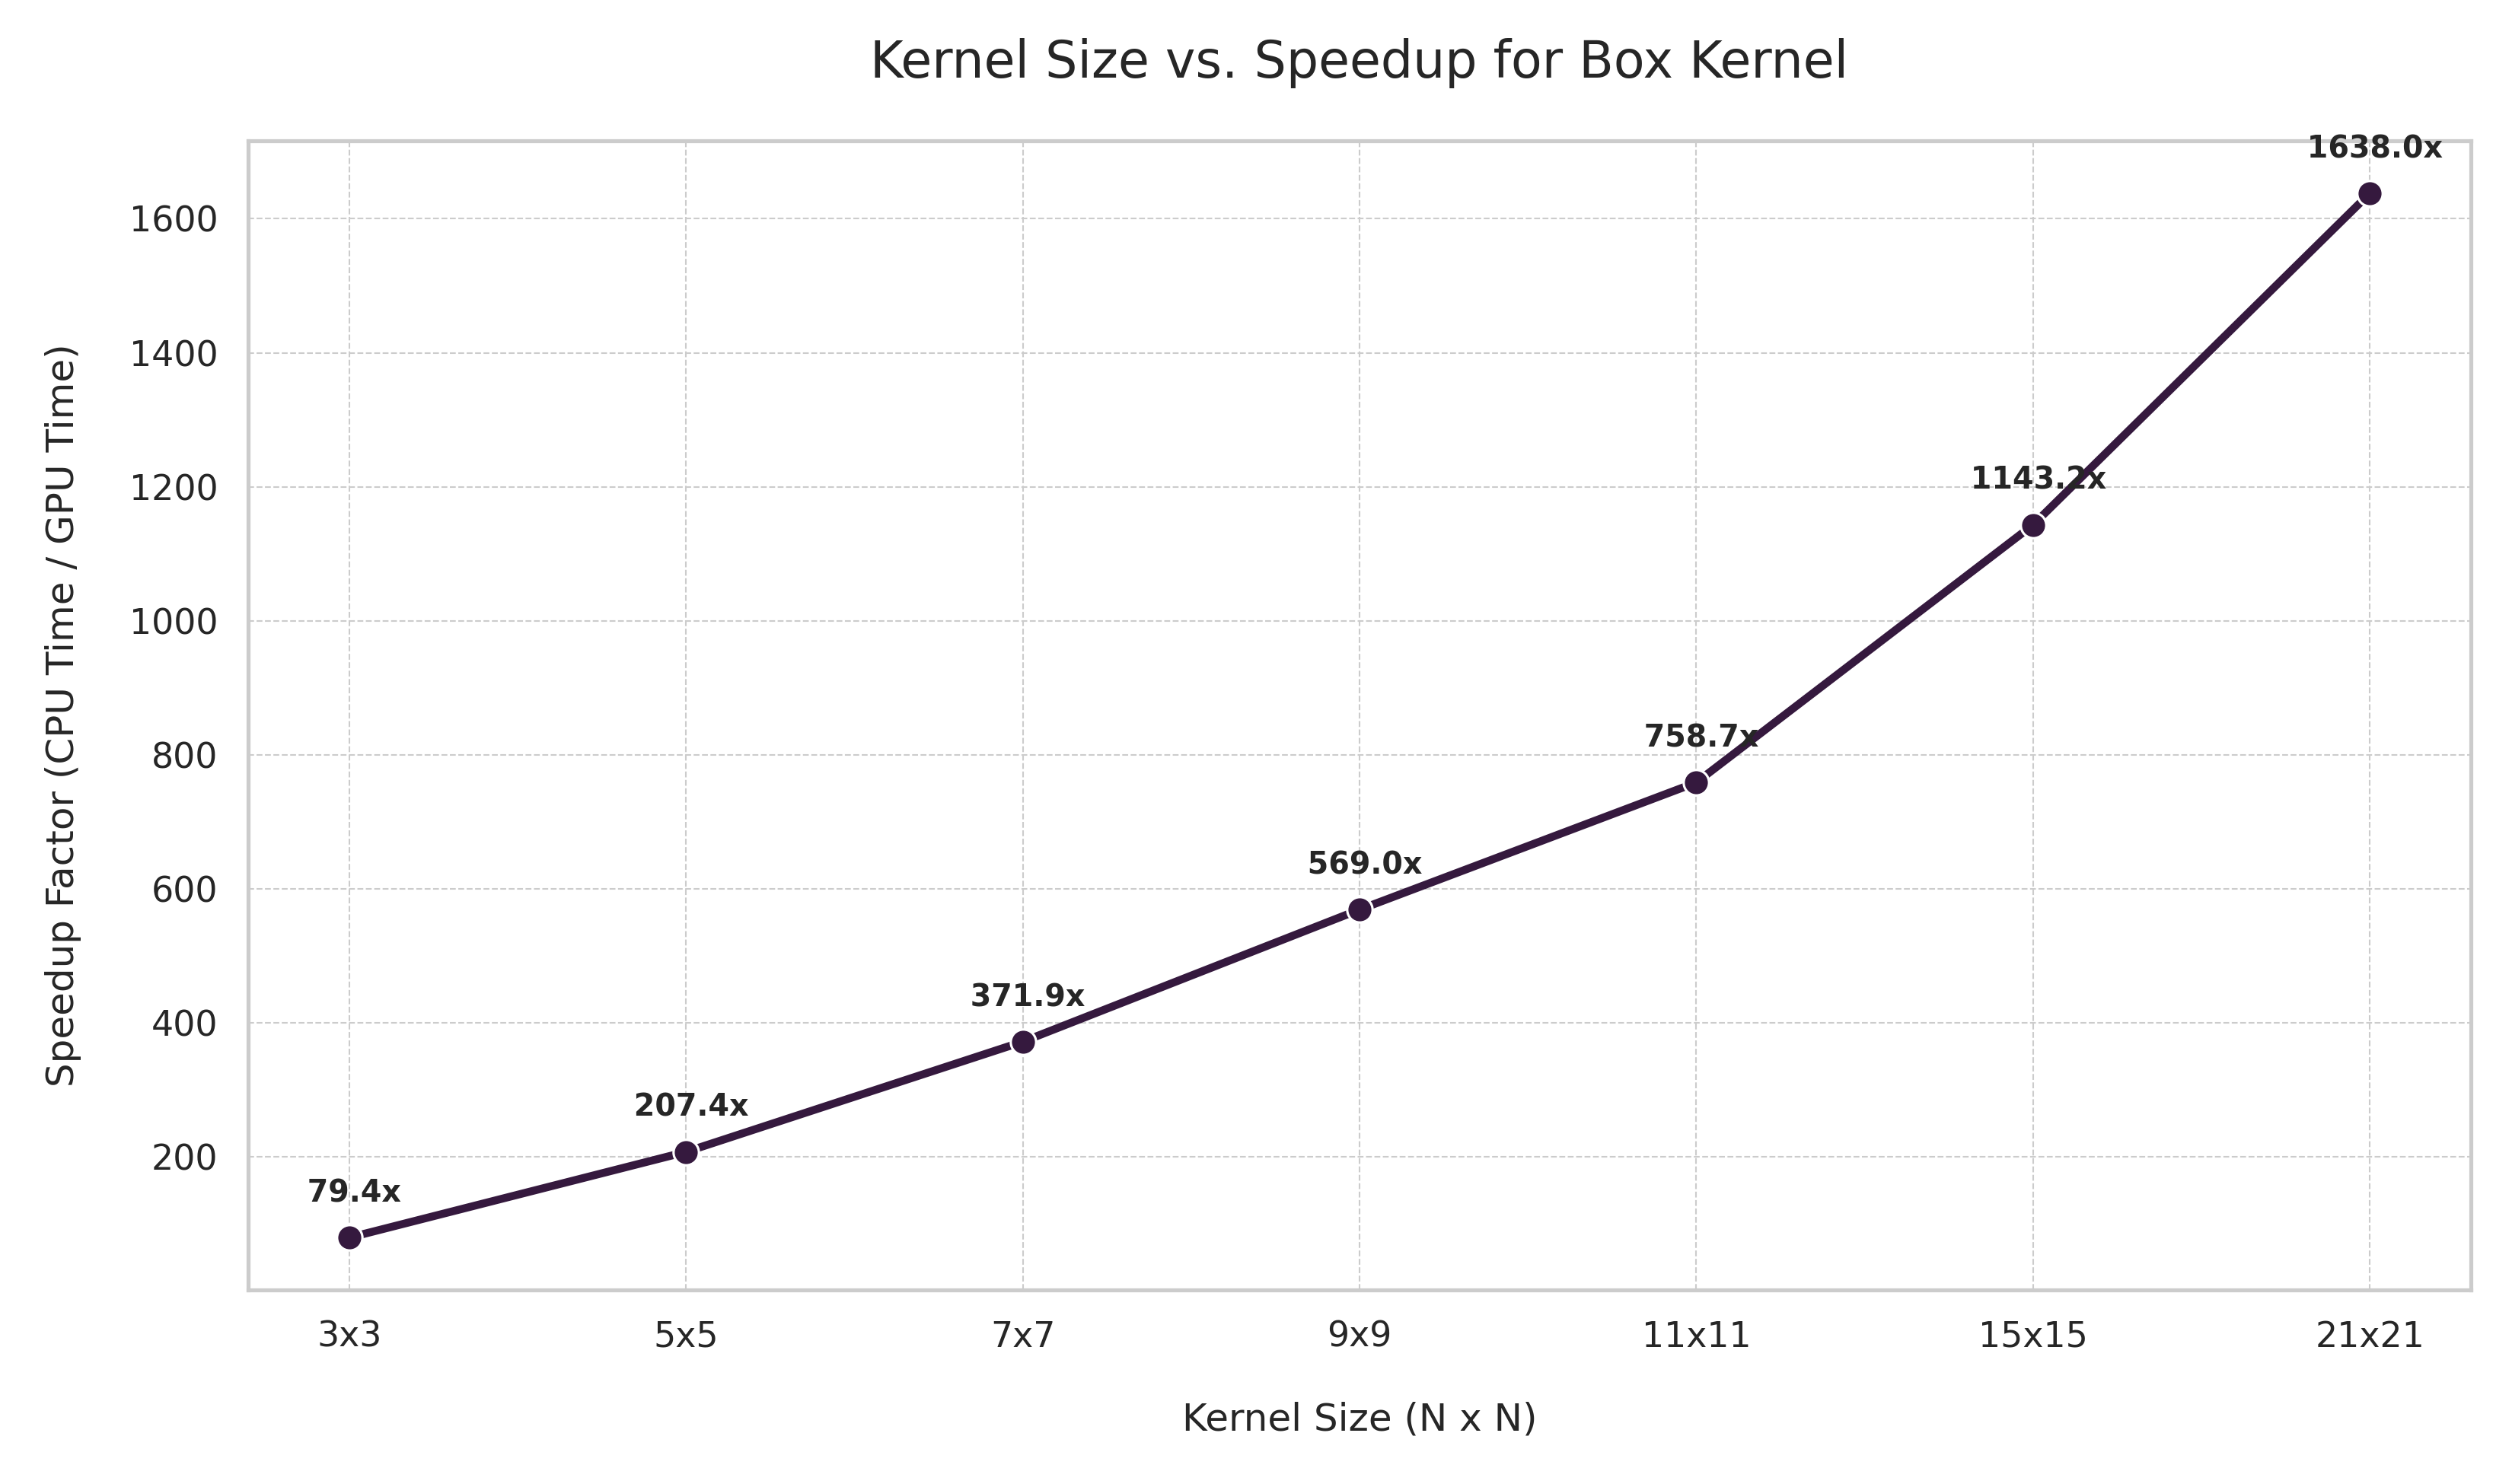 Kernel Size vs. Speedup for Box Kernel
Speedup Factor (CPU Time / GPU Time)
1600
1400
1200
1000
800
600
400
200
79.4x
207.4x
371.9x
569.0x
758.7x
1143.2x
1638.0x
3x3
5x5
7x7
9x9
11x11
15x15
21x21
Kernel Size (N x N)